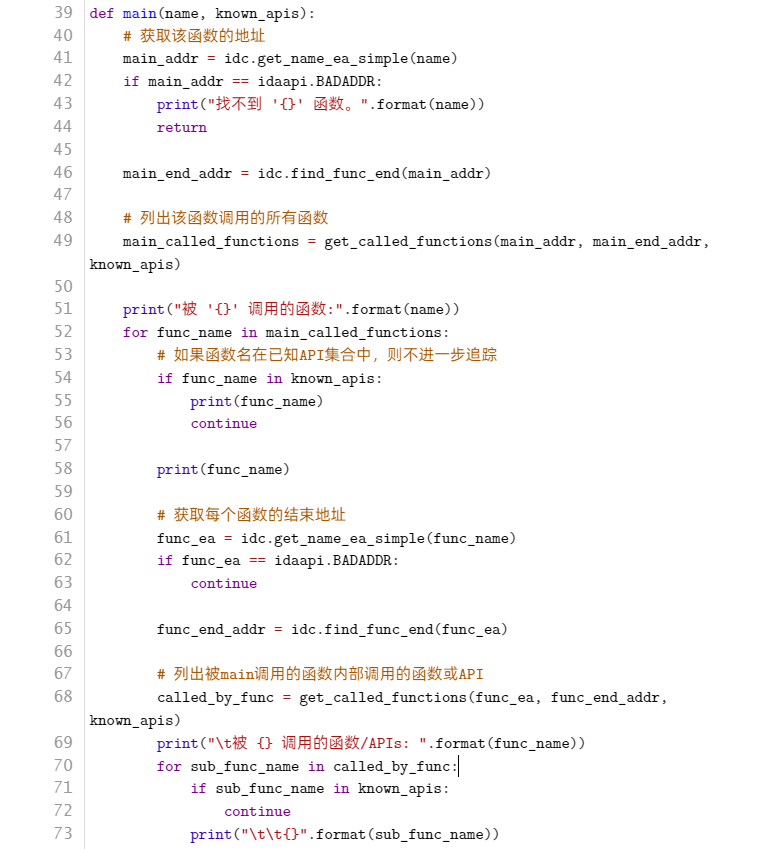 39 def main(name, known_apis):
40     # 获取该函数的地址
41     main_addr = idc.get_name_ea_simple(name)
42     if main_addr == idaapi.BADADDR:
43         print("找不到 '{}' 函数。".format(name))
44         return
45
46     main_end_addr = idc.find_func_end(main_addr)
47
48     # 列出该函数调用的所有函数
49     main_called_functions = get_called_functions(main_addr, main_end_addr,
known_apis)
50
51     print("被 '{}' 调用的函数:".format(name))
52     for func_name in main_called_functions:
53         # 如果函数名在已知API集合中，则不进一步追踪
54         if func_name in known_apis:
55             print(func_name)
56             continue
57
58         print(func_name)
59
60         # 获取每个函数的结束地址
61         func_ea = idc.get_name_ea_simple(func_name)
62         if func_ea == idaapi.BADADDR:
63             continue
64
65         func_end_addr = idc.find_func_end(func_ea)
66
67         # 列出被main调用的函数内部调用的函数或API
68         called_by_func = get_called_functions(func_ea, func_end_addr,
known_apis)
69         print("\t被 {} 调用的函数/APIs: ".format(func_name))
70         for sub_func_name in called_by_func:
71             if sub_func_name in known_apis:
72                 continue
73             print("\t\t{}".format(sub_func_name))